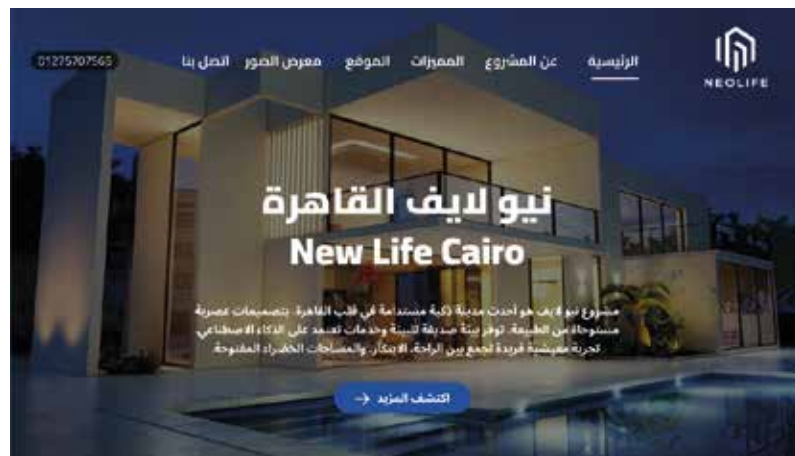 NEOLIFE
الرئيسية عن المشروع المميزات الموقع معرض الصور اتصل بنا 01275707565
نيو لايف القاهرة
New Life Cairo
مشروع نيو لايف هو أحدث مدينة ذكية مستدامة في قلب القاهرة. بتصميمات عصرية
مستوحاة من الطبيعة. توفر بيئة صديقة للبيئة وخدمات تعتمد على الذكاء الاصطناعي.
تجربة معيشية فريدة تجمع بين الراحة، الابتكار، والمساحات الخضراء المفتوحة.
اكتشف المزيد →